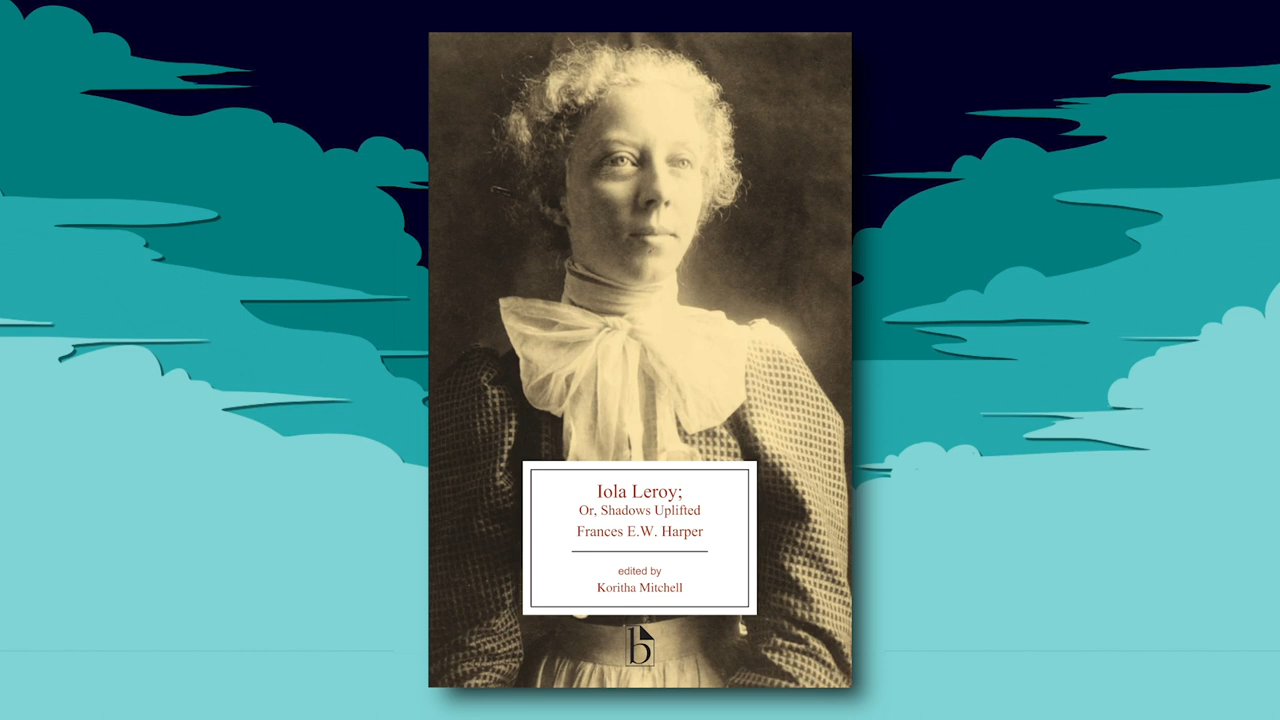 Iola Leroy;
Or, Shadows Uplifted
Frances E.W. Harper
edited by
Koritha Mitchell
b